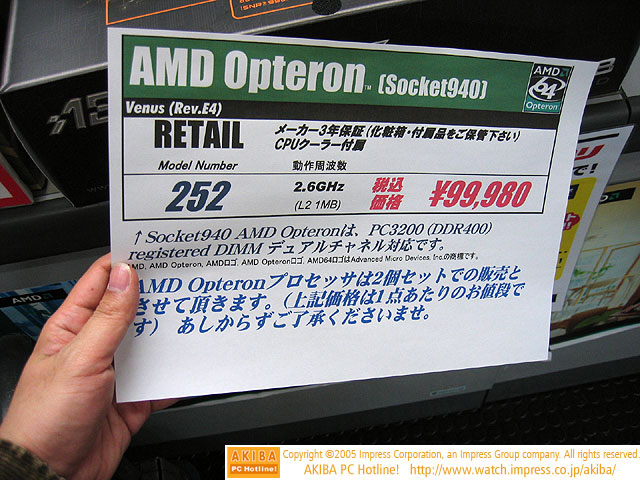 AMD Opteron™ (Socket940)
AMD
64
Opteron
Venus (Rev.E4)
RETAIL
メーカー3年保証(化粧箱・付属品をご保管下さい)
CPUクーラー付属
Model Number
動作周波数
252
2.6GHz
(L2 1MB)
税込
価格
¥99,980
↑Socket940 AMD Opteronは、PC3200 (DDR400)
registered DIMM デュアルチャネル対応です。
AMD, AMD Opteron, AMDロゴ, AMD Opteronロゴ, AMD64ロゴはAdvanced Micro Devices, Inc.の商標です。
AMD Opteronプロセッサは2個セットでの販売と
させて頂きます。(上記価格は1点あたりのお値段で
す) あしからずご了承くださいませ。
AMD
AKIBA
PC Hotline!
Copyright ©2005 Impress Corporation, an Impress Group company. All rights reserved.
AKIBA PC Hotline! http://www.watch.impress.co.jp/akiba/